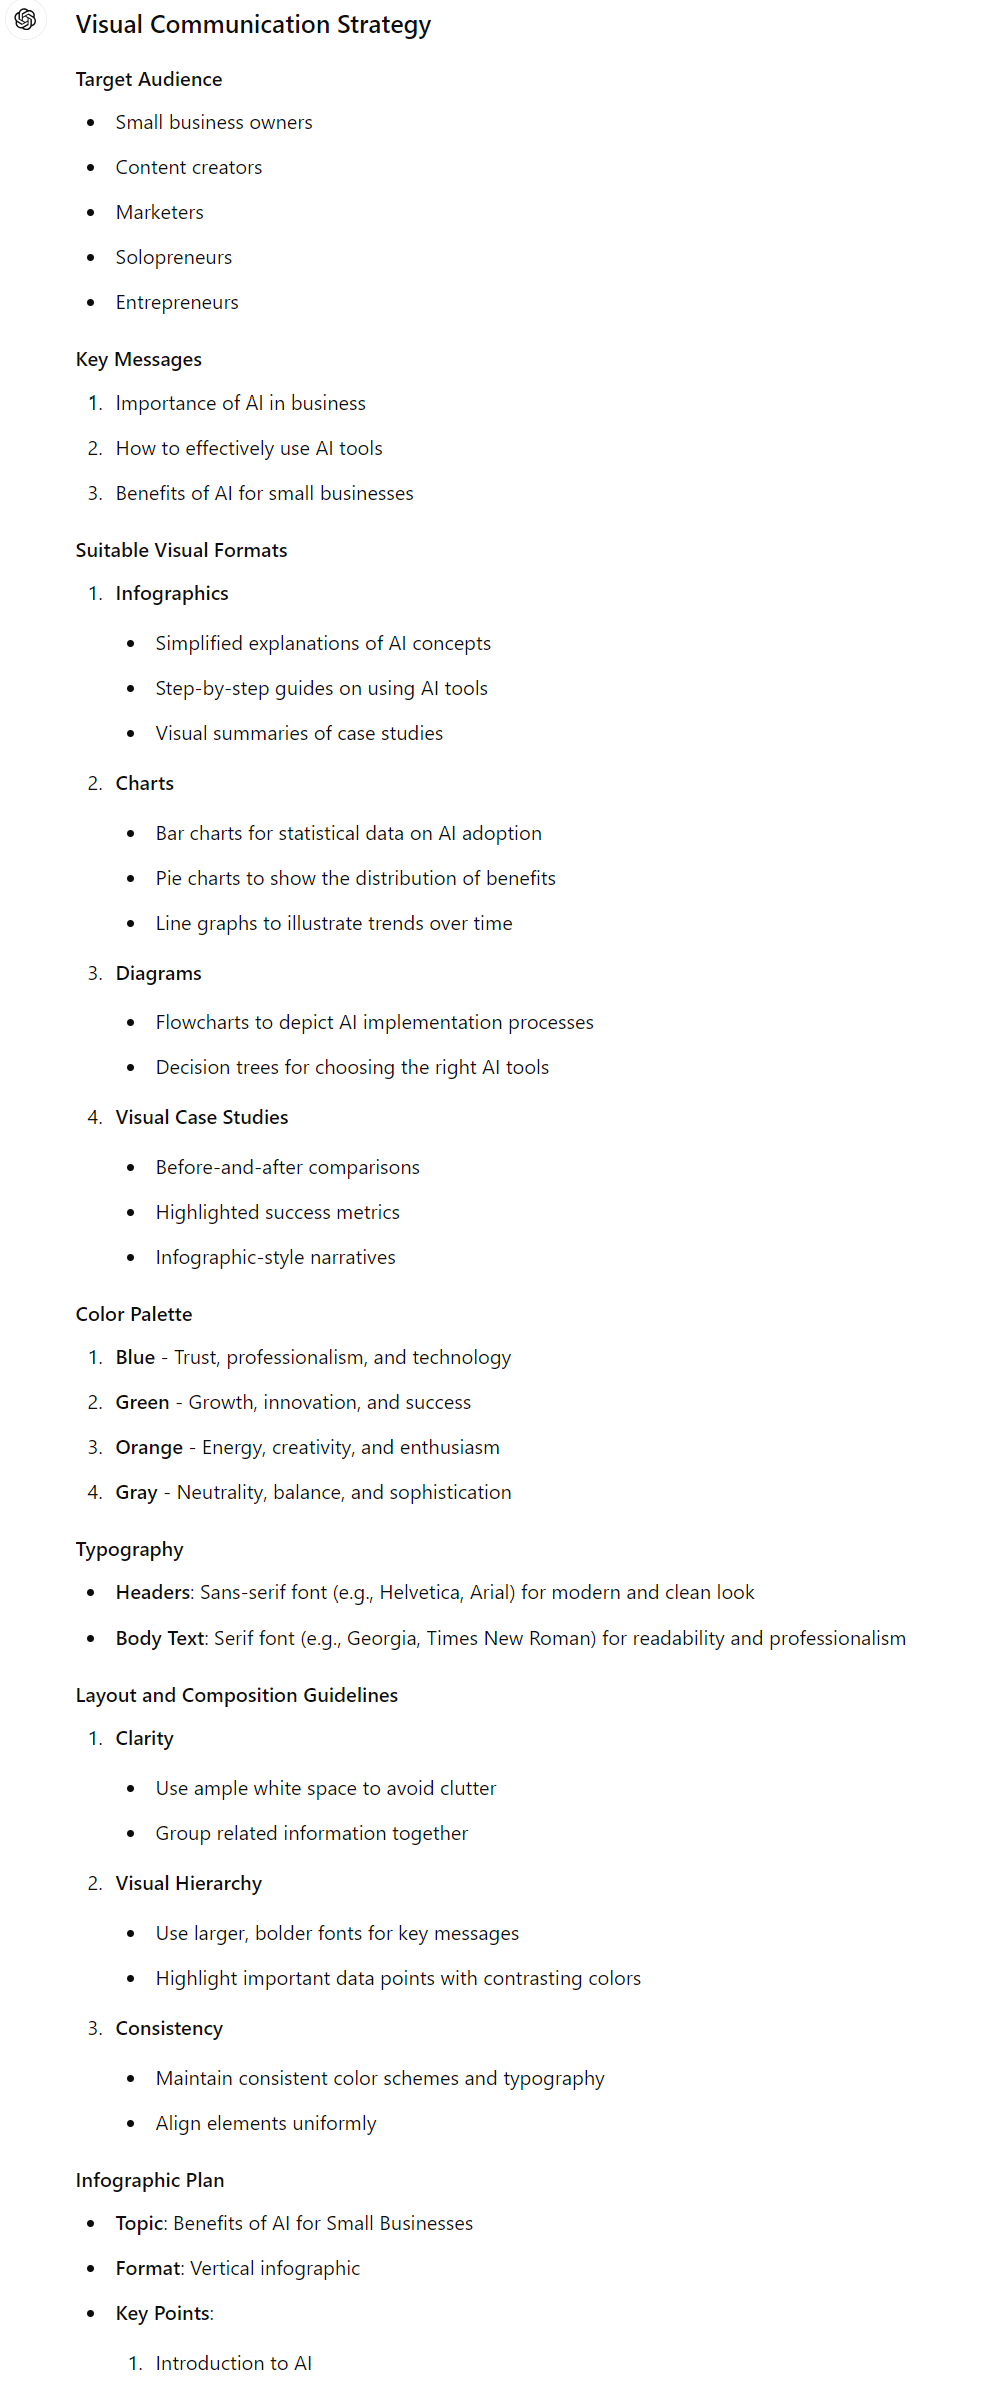 Visual Communication Strategy
Target Audience
• Small business owners
• Content creators
• Marketers
• Solopreneurs
• Entrepreneurs
Key Messages
1. Importance of AI in business
2. How to effectively use AI tools
3. Benefits of AI for small businesses
Suitable Visual Formats
1. Infographics
• Simplified explanations of AI concepts
• Step-by-step guides on using AI tools
• Visual summaries of case studies
2. Charts
• Bar charts for statistical data on AI adoption
• Pie charts to show the distribution of benefits
• Line graphs to illustrate trends over time
3. Diagrams
• Flowcharts to depict AI implementation processes
• Decision trees for choosing the right AI tools
4. Visual Case Studies
• Before-and-after comparisons
• Highlighted success metrics
• Infographic-style narratives
Color Palette
1. Blue - Trust, professionalism, and technology
2. Green - Growth, innovation, and success
3. Orange - Energy, creativity, and enthusiasm
4. Gray - Neutrality, balance, and sophistication
Typography
• Headers: Sans-serif font (e.g., Helvetica, Arial) for modern and clean look
• Body Text: Serif font (e.g., Georgia, Times New Roman) for readability and professionalism
Layout and Composition Guidelines
1. Clarity
• Use ample white space to avoid clutter
• Group related information together
2. Visual Hierarchy
• Use larger, bolder fonts for key messages
• Highlight important data points with contrasting colors
3. Consistency
• Maintain consistent color schemes and typography
• Align elements uniformly
Infographic Plan
• Topic: Benefits of AI for Small Businesses
• Format: Vertical infographic
• Key Points:
1. Introduction to AI